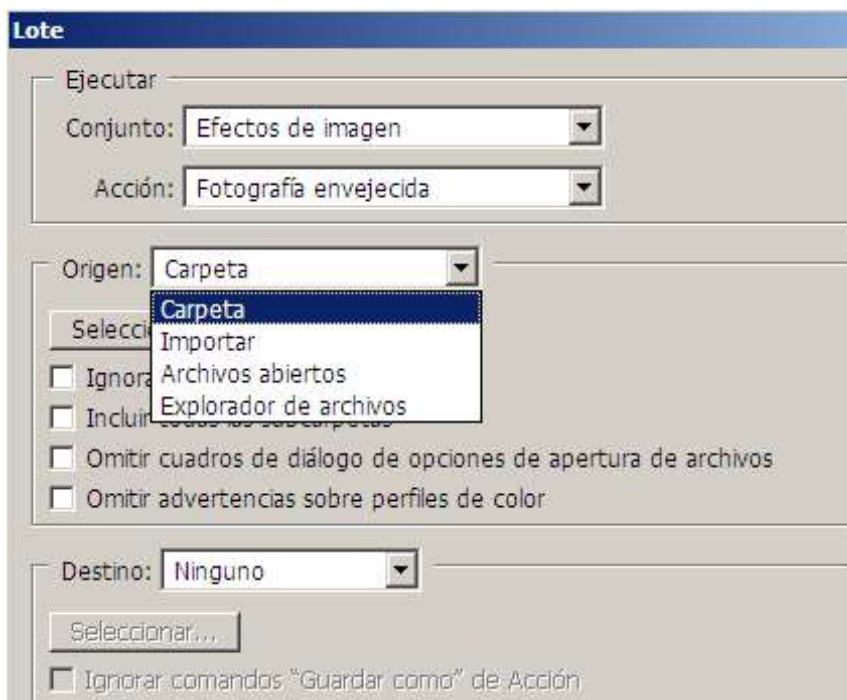 Lote
Ejecutar
Conjunto: Efectos de imagen
Acción: Fotografía envejecida
Origen: Carpeta
Carpeta
Importar
Archivos abiertos
Explorador de archivos
Omitir cuadros de diálogo de opciones de apertura de archivos
Omitir advertencias sobre perfiles de color
Destino: Ninguno
Seleccionar...
Ignorar comandos "Guardar como" de Acción